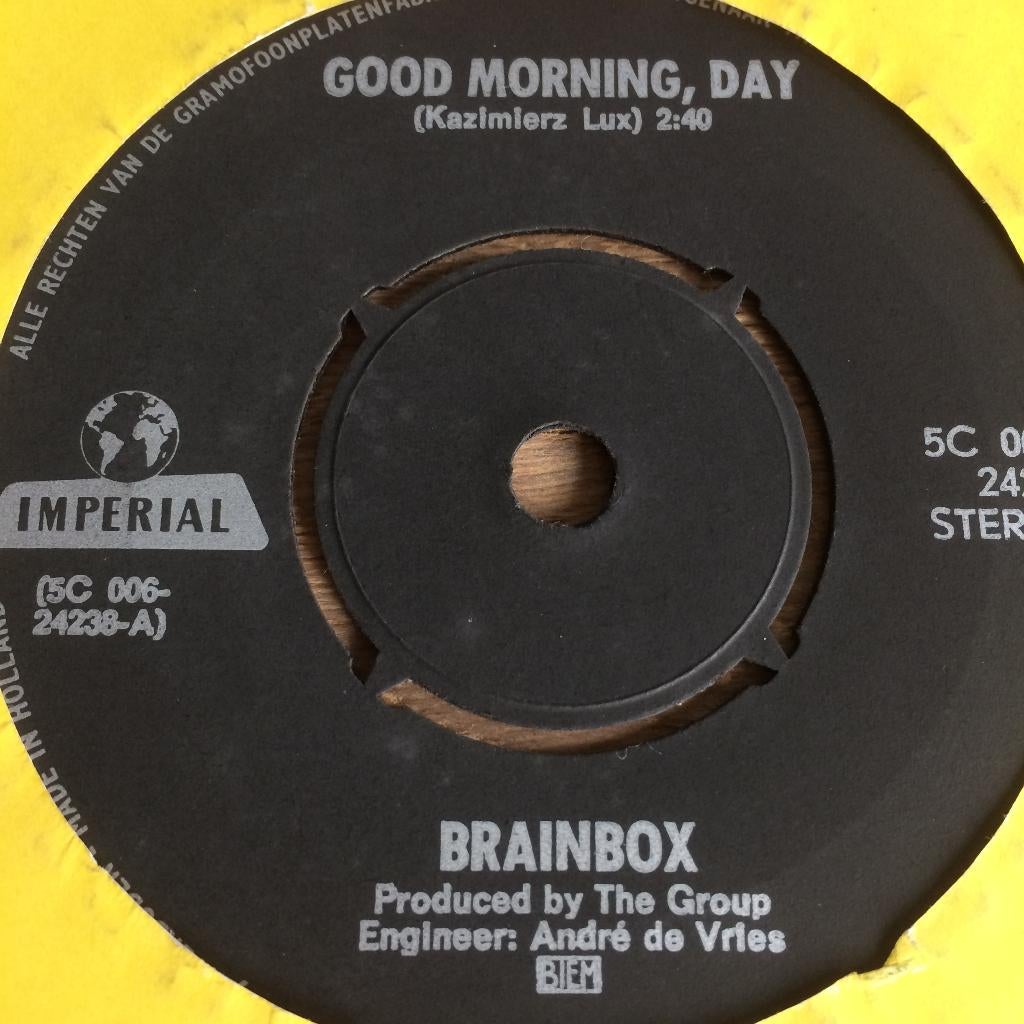 ALLE RECHTEN VAN DE GRAMOFOONPLATENFAB
GOOD MORNING, DAY
(Kazimierz Lux) 2:40
IMPERIAL
(5C 006-
24238-A)
5C 0
24
STER
MADE IN HOLLAND
BRAINBOX
Produced by The Group
Engineer: André de Vries
BIEM